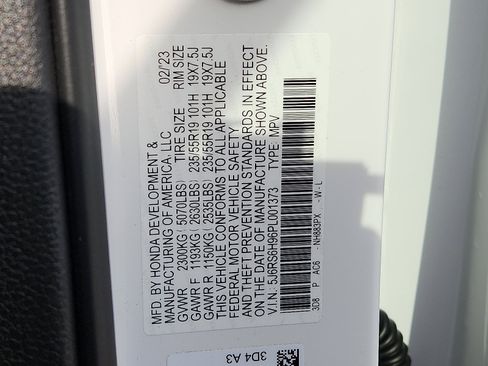 MFD BY HONDA DEVELOPMENT & 02/23
MANUFACTURING OF AMERICA, LLC
GVWR 2300KG(5070LBS) TIRE SIZE RIM SIZE
GAWR F 1193KG(2630LBS) 235/55R19 101H 19X7.5J
GAWR R 1150KG(2535LBS) 235/55R19 101H 19X7.5J
THIS VEHICLE CONFORMS TO ALL APPLICABLE
FEDERAL MOTOR VEHICLE SAFETY
AND THEFT PREVENTION STANDARDS IN EFFECT
ON THE DATE OF MANUFACTURE SHOWN ABOVE.
V.I.N. 5J6RS6H96PL001373 TYPE: MPV
3D8 P AC6 - NH883PX - W - L
3D4 A3